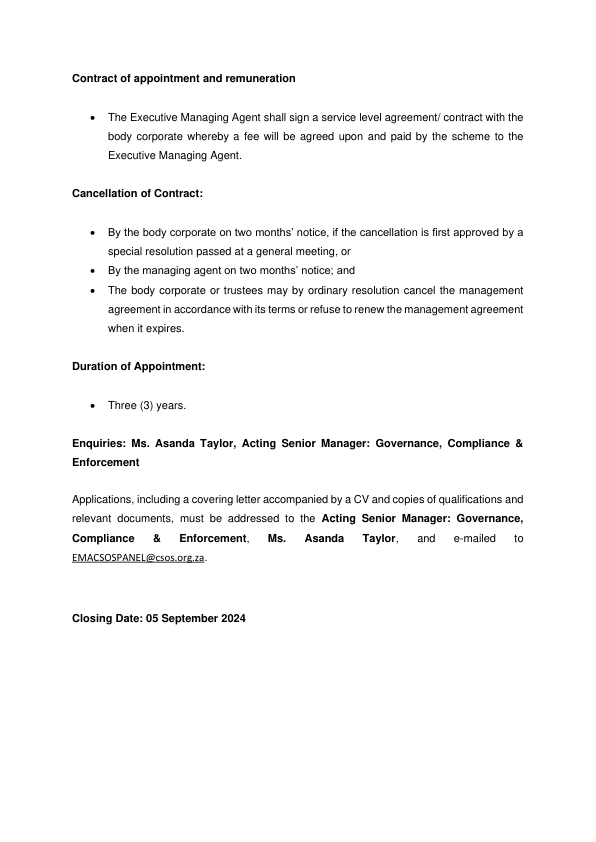 Contract of appointment and remuneration
• The Executive Managing Agent shall sign a service level agreement/ contract with the
body corporate whereby a fee will be agreed upon and paid by the scheme to the
Executive Managing Agent.
Cancellation of Contract:
• By the body corporate on two months’ notice, if the cancellation is first approved by a
special resolution passed at a general meeting, or
• By the managing agent on two months’ notice; and
• The body corporate or trustees may by ordinary resolution cancel the management
agreement in accordance with its terms or refuse to renew the management agreement
when it expires.
Duration of Appointment:
• Three (3) years.
Enquiries: Ms. Asanda Taylor, Acting Senior Manager: Governance, Compliance &
Enforcement
Applications, including a covering letter accompanied by a CV and copies of qualifications and
relevant documents, must be addressed to the Acting Senior Manager: Governance,
Compliance & Enforcement, Ms. Asanda Taylor, and e-mailed to
EMACSOSPANEL@csos.org.za.
Closing Date: 05 September 2024